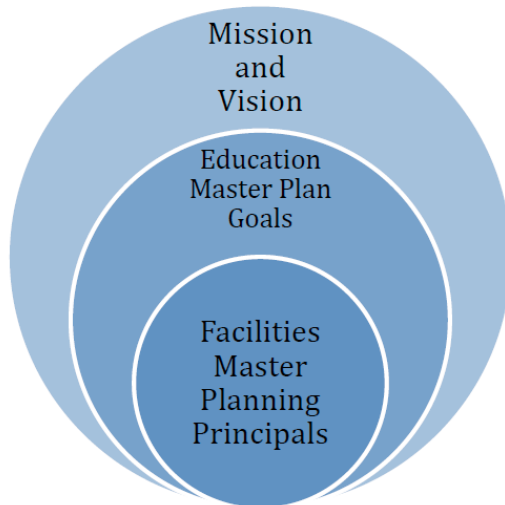 Mission
and
Vision
Education
Master Plan
Goals
Facilities
Master
Planning
Principals